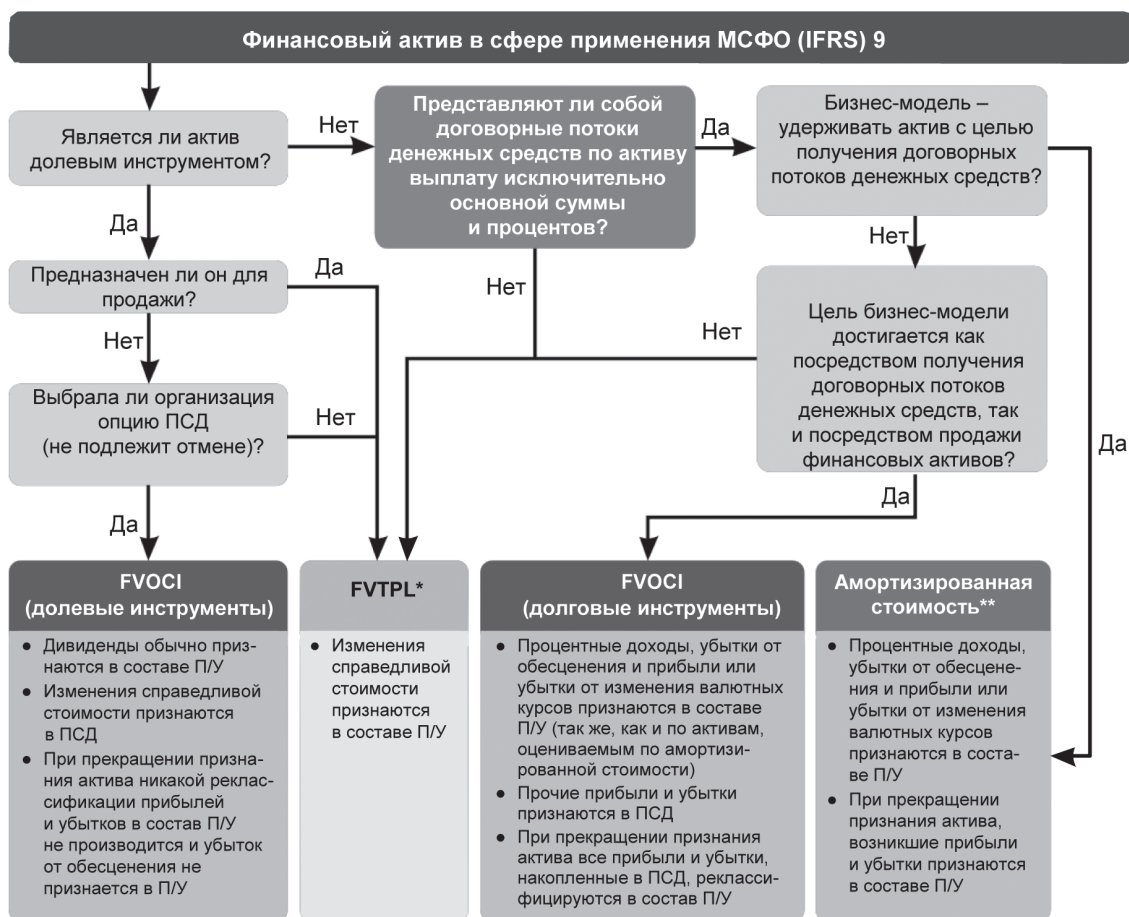 Финансовый актив в сфере применения МСФО (IFRS) 9
Является ли актив
долевым инструментом?
Нет
Представляют ли собой
договорные потоки
денежных средств по активу
выплату исключительно
основной суммы
и процентов?
Да
Бизнес-модель –
удерживать актив с целью
получения договорных
потоков денежных средств?
Да
Нет
Предназначен ли он для
продажи?
Да
Нет
Нет
Выбрала ли организация
опцию ПСД
(не подлежит отмене)?
Нет
Нет
Цель бизнес-модели
достигается как
посредством получения
договорных потоков
денежных средств, так
и посредством продажи
финансовых активов?
Да
Да
Да
FVOCI
(долевые инструменты)
● Дивиденды обычно приз-
наются в составе П/У
● Изменения справедливой
стоимости признаются
в ПСД
● При прекращении призна-
ния актива никакой реклас-
сификации прибылей
и убытков в состав П/У
не производится и убыток
от обесценения не
признается в П/У
FVTPL*
● Изменения
справедливой
стоимости
признаются
в составе П/У
FVOCI
(долговые инструменты)
● Процентные доходы, убытки от
обесценения и прибыли или
убытки от изменения валютных
курсов признаются в составе
П/У (так же, как и по активам,
оцениваемым по амортизи-
рованной стоимости)
● Прочие прибыли и убытки
признаются в ПСД
● При прекращении признания
актива все прибыли и убытки,
накопленные в ПСД, реклассифи-
цируются в состав П/У
Амортизированная
стоимость**
● Процентные доходы,
убытки от обесцене-
ния и прибыли или
убытки от изменения
валютных курсов
признаются в соста-
ве П/У
● При прекращении
признания актива,
возникшие прибыли
и убытки признаются
в составе П/У